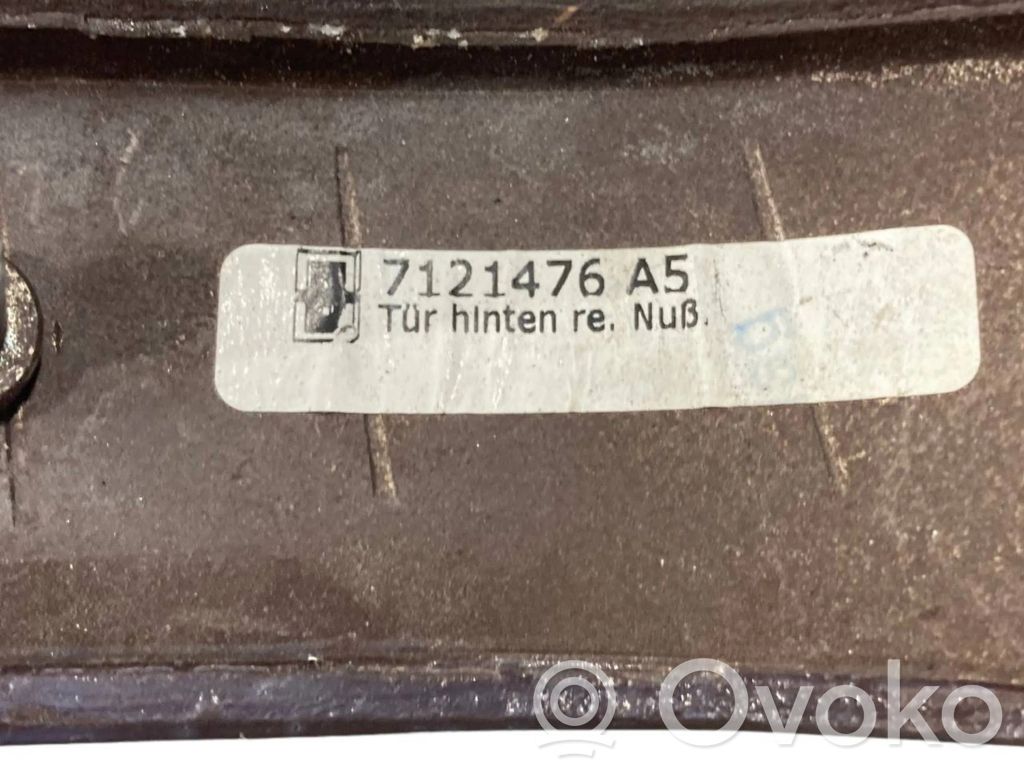 7121476 A5
Tür hinten re. Nuß.
Ovoko